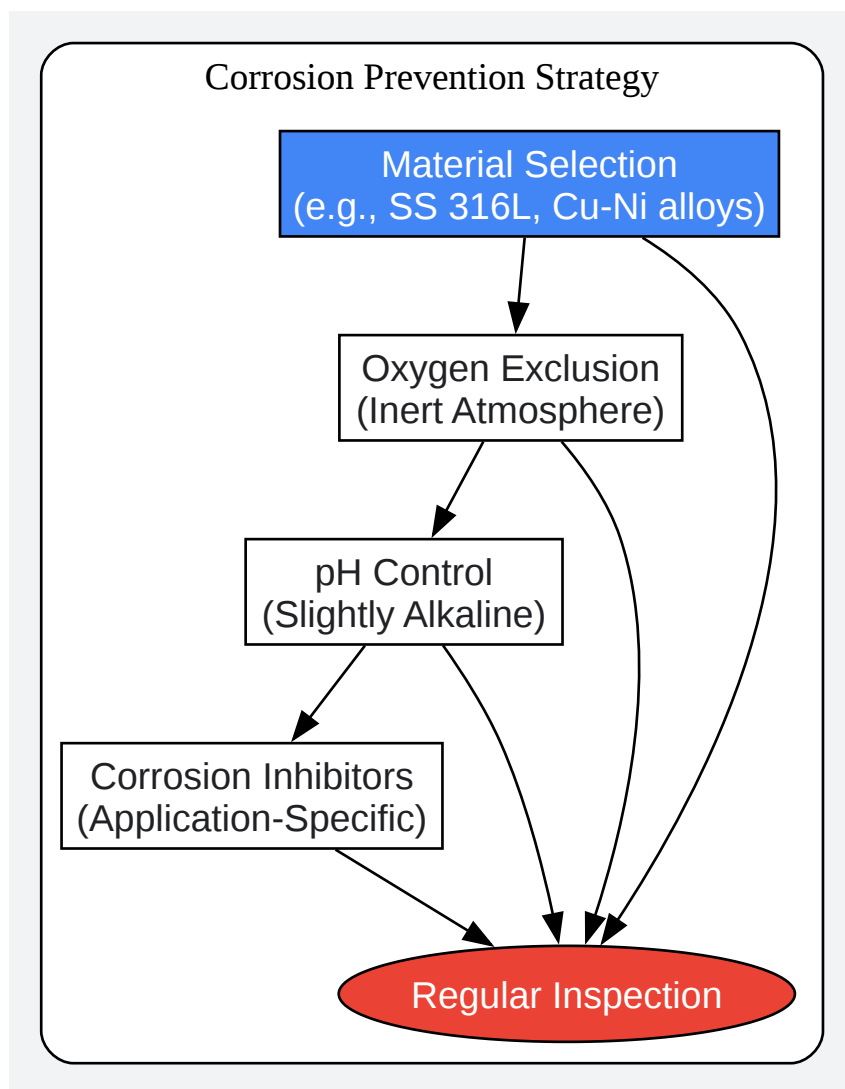 Corrosion Prevention Strategy
Material Selection
(e.g., SS 316L, Cu-Ni alloys)
Oxygen Exclusion
(Inert Atmosphere)
pH Control
(Slightly Alkaline)
Corrosion Inhibitors
(Application-Specific)
Regular Inspection